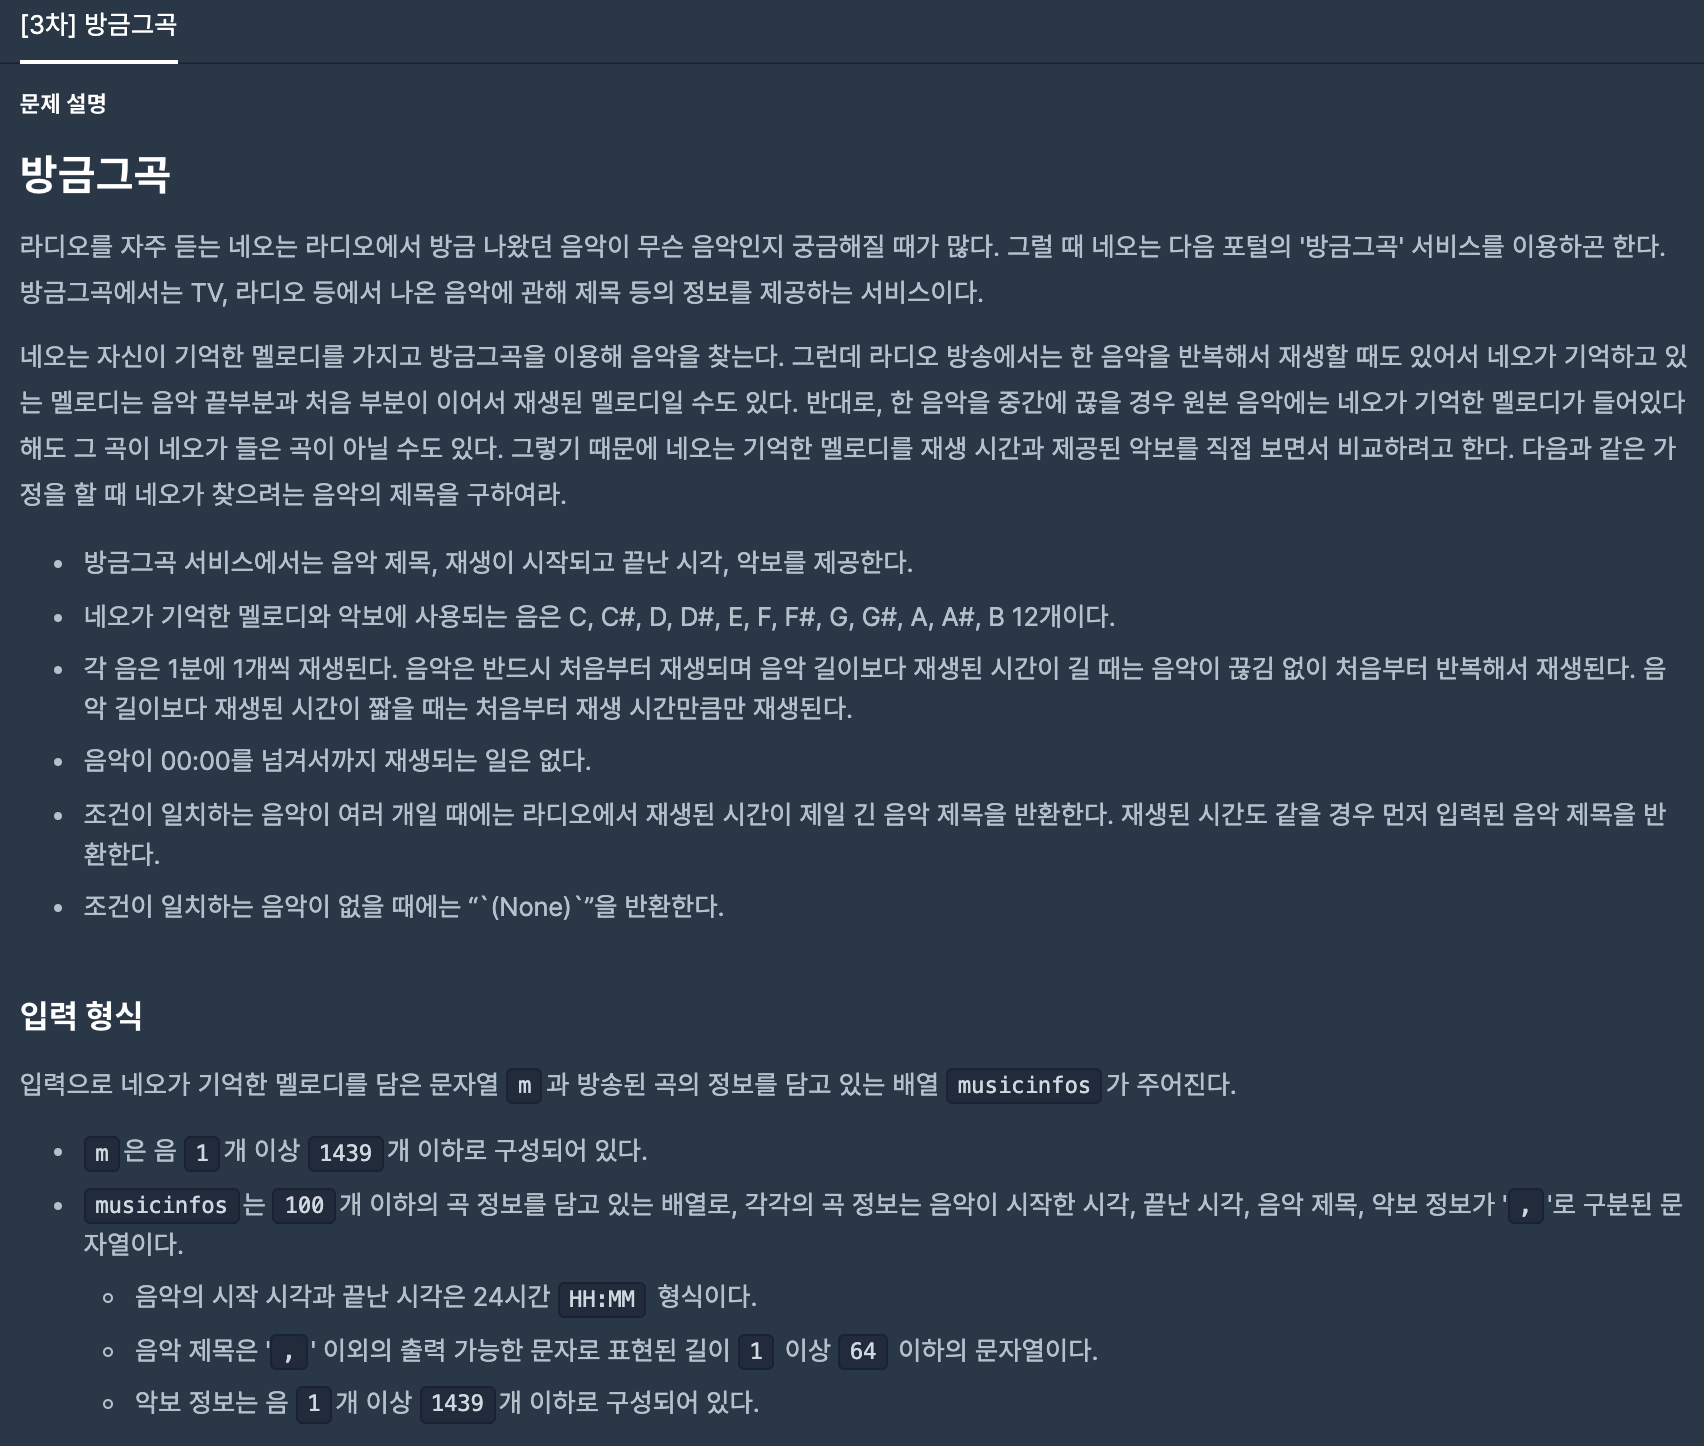 [3차] 방금그곡
문제 설명
방금그곡
라디오를 자주 듣는 네오는 라디오에서 방금 나왔던 음악이 무슨 음악인지 궁금해질 때가 많다. 그럴 때 네오는 다음 포털의 '방금그곡' 서비스를 이용하곤 한다.
방금그곡에서는 TV, 라디오 등에서 나온 음악에 관해 제목 등의 정보를 제공하는 서비스이다.
네오는 자신이 기억한 멜로디를 가지고 방금그곡을 이용해 음악을 찾는다. 그런데 라디오 방송에서는 한 음악을 반복해서 재생할 때도 있어서 네오가 기억하고 있
는 멜로디는 음악 끝부분과 처음 부분이 이어서 재생된 멜로디일 수도 있다. 반대로, 한 음악을 중간에 끊을 경우 원본 음악에는 네오가 기억한 멜로디가 들어있다
해도 그 곡이 네오가 들은 곡이 아닐 수도 있다. 그렇기 때문에 네오는 기억한 멜로디를 재생 시간과 제공된 악보를 직접 보면서 비교하려고 한다. 다음과 같은 가
정을 할 때 네오가 찾으려는 음악의 제목을 구하여라.
• 방금그곡 서비스에서는 음악 제목, 재생이 시작되고 끝난 시각, 악보를 제공한다.
• 네오가 기억한 멜로디와 악보에 사용되는 음은 C, C#, D, D#, E, F, F#, G, G#, A, A#, B 12개이다.
• 각 음은 1분에 1개씩 재생된다. 음악은 반드시 처음부터 재생되며 음악 길이보다 재생된 시간이 길 때는 음악이 끊김 없이 처음부터 반복해서 재생된다. 음
악 길이보다 재생된 시간이 짧을 때는 처음부터 재생 시간만큼만 재생된다.
• 음악이 00:00를 넘겨서까지 재생되는 일은 없다.
• 조건이 일치하는 음악이 여러 개일 때에는 라디오에서 재생된 시간이 제일 긴 음악 제목을 반환한다. 재생된 시간도 같을 경우 먼저 입력된 음악 제목을 반
환한다.
• 조건이 일치하는 음악이 없을 때에는 “`(None)`”을 반환한다.
입력 형식
입력으로 네오가 기억한 멜로디를 담은 문자열 m 과 방송된 곡의 정보를 담고 있는 배열 musicinfos 가 주어진다.
• m 은 음 1 개 이상 1439 개 이하로 구성되어 있다.
• musicinfos 는 100 개 이하의 곡 정보를 담고 있는 배열로, 각각의 곡 정보는 음악이 시작한 시각, 끝난 시각, 음악 제목, 악보 정보가 ' , '로 구분된 문
자열이다.
◦ 음악의 시작 시각과 끝난 시각은 24시간 HH:MM 형식이다.
◦ 음악 제목은 ' , ' 이외의 출력 가능한 문자로 표현된 길이 1 이상 64 이하의 문자열이다.
◦ 악보 정보는 음 1 개 이상 1439 개 이하로 구성되어 있다.